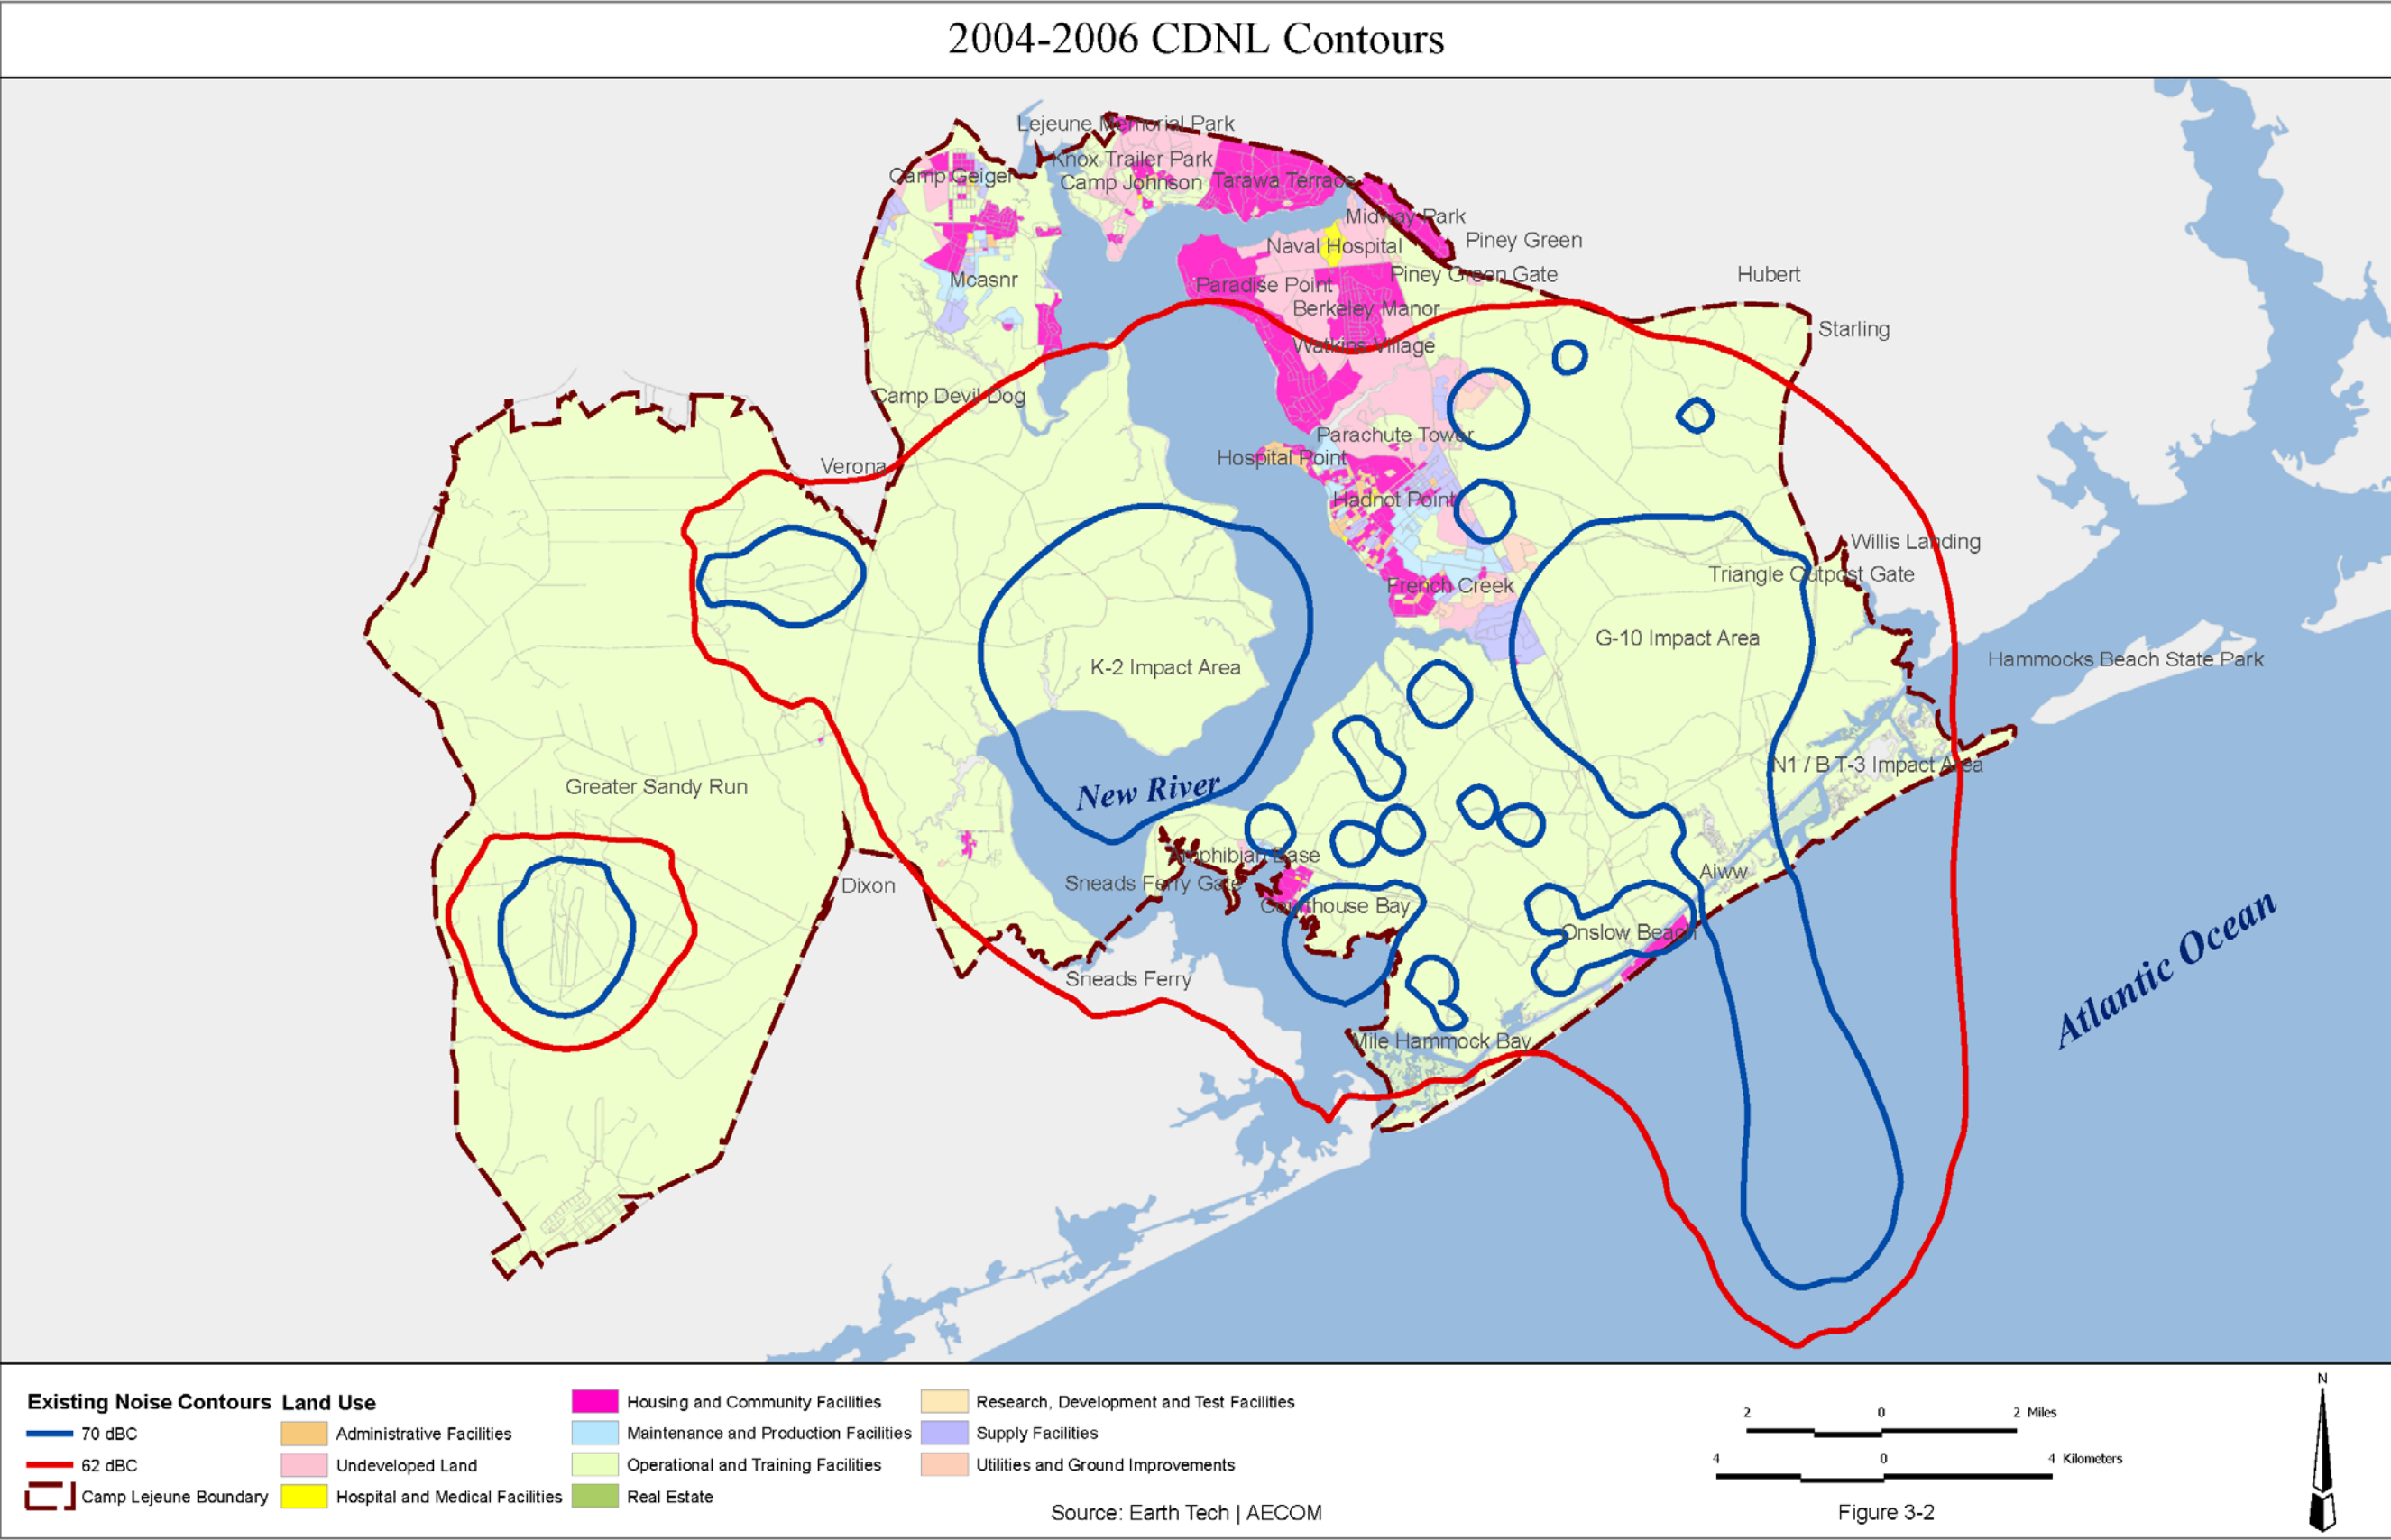 2004-2006 CDNL Contours
Lejeune Memorial Park
Knox Trailer Park
Camp Geiger
Camp Johnson
Tarawa Terrace
Midway Park
Piney Green
Naval Hospital
Piney Green Gate
Hubert
Mcasnr
Paradise Point
Berkeley Manor
Starling
Watkins Village
Camp Devil Dog
Parachute Tower
Hospital Point
Verona
Hadnot Point
Willis Landing
Triangle Outpost Gate
French Creek
G-10 Impact Area
Hammocks Beach State Park
K-2 Impact Area
N1 / B T-3 Impact Area
Greater Sandy Run
New River
Amphibian Base
Aiww
Dixon
Sneads Ferry Gate
Courthouse Bay
Onslow Beach
Atlantic Ocean
Sneads Ferry
Mile Hammock Bay
Existing Noise Contours
70 dBC
62 dBC
Camp Lejeune Boundary
Land Use
Administrative Facilities
Undeveloped Land
Hospital and Medical Facilities
Housing and Community Facilities
Maintenance and Production Facilities
Operational and Training Facilities
Real Estate
Research, Development and Test Facilities
Supply Facilities
Utilities and Ground Improvements
Source: Earth Tech | AECOM
2 0 2 Miles
4 0 4 Kilometers
Figure 3-2
N